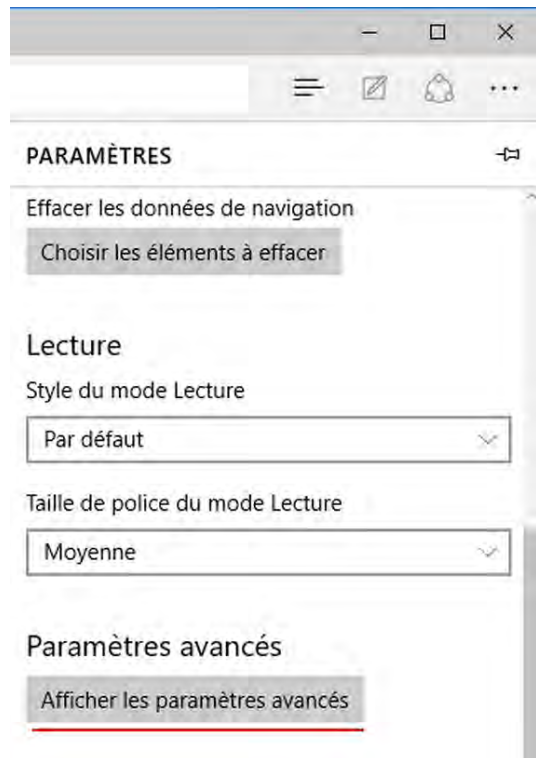 PARAMÈTRES
Effacer les données de navigation
Choisir les éléments à effacer
Lecture
Style du mode Lecture
Par défaut
Taille de police du mode Lecture
Moyenne
Paramètres avancés
Afficher les paramètres avancés